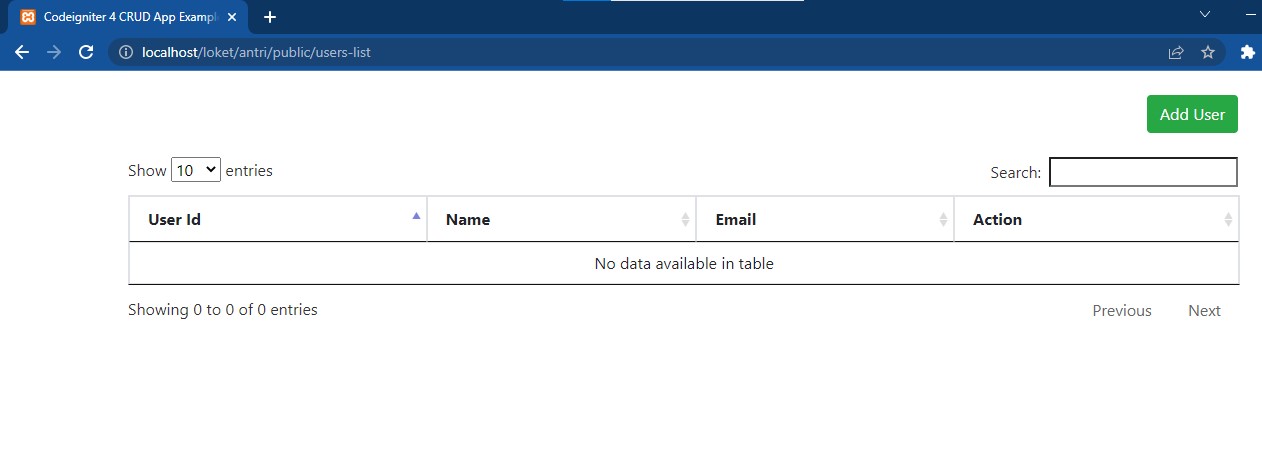 Codeigniter 4 CRUD App Exampl
localhost/loket/antri/public/users-list
Add User
Show 10 entries
Search:
User Id Name Email Action
No data available in table
Showing 0 to 0 of 0 entries
Previous Next